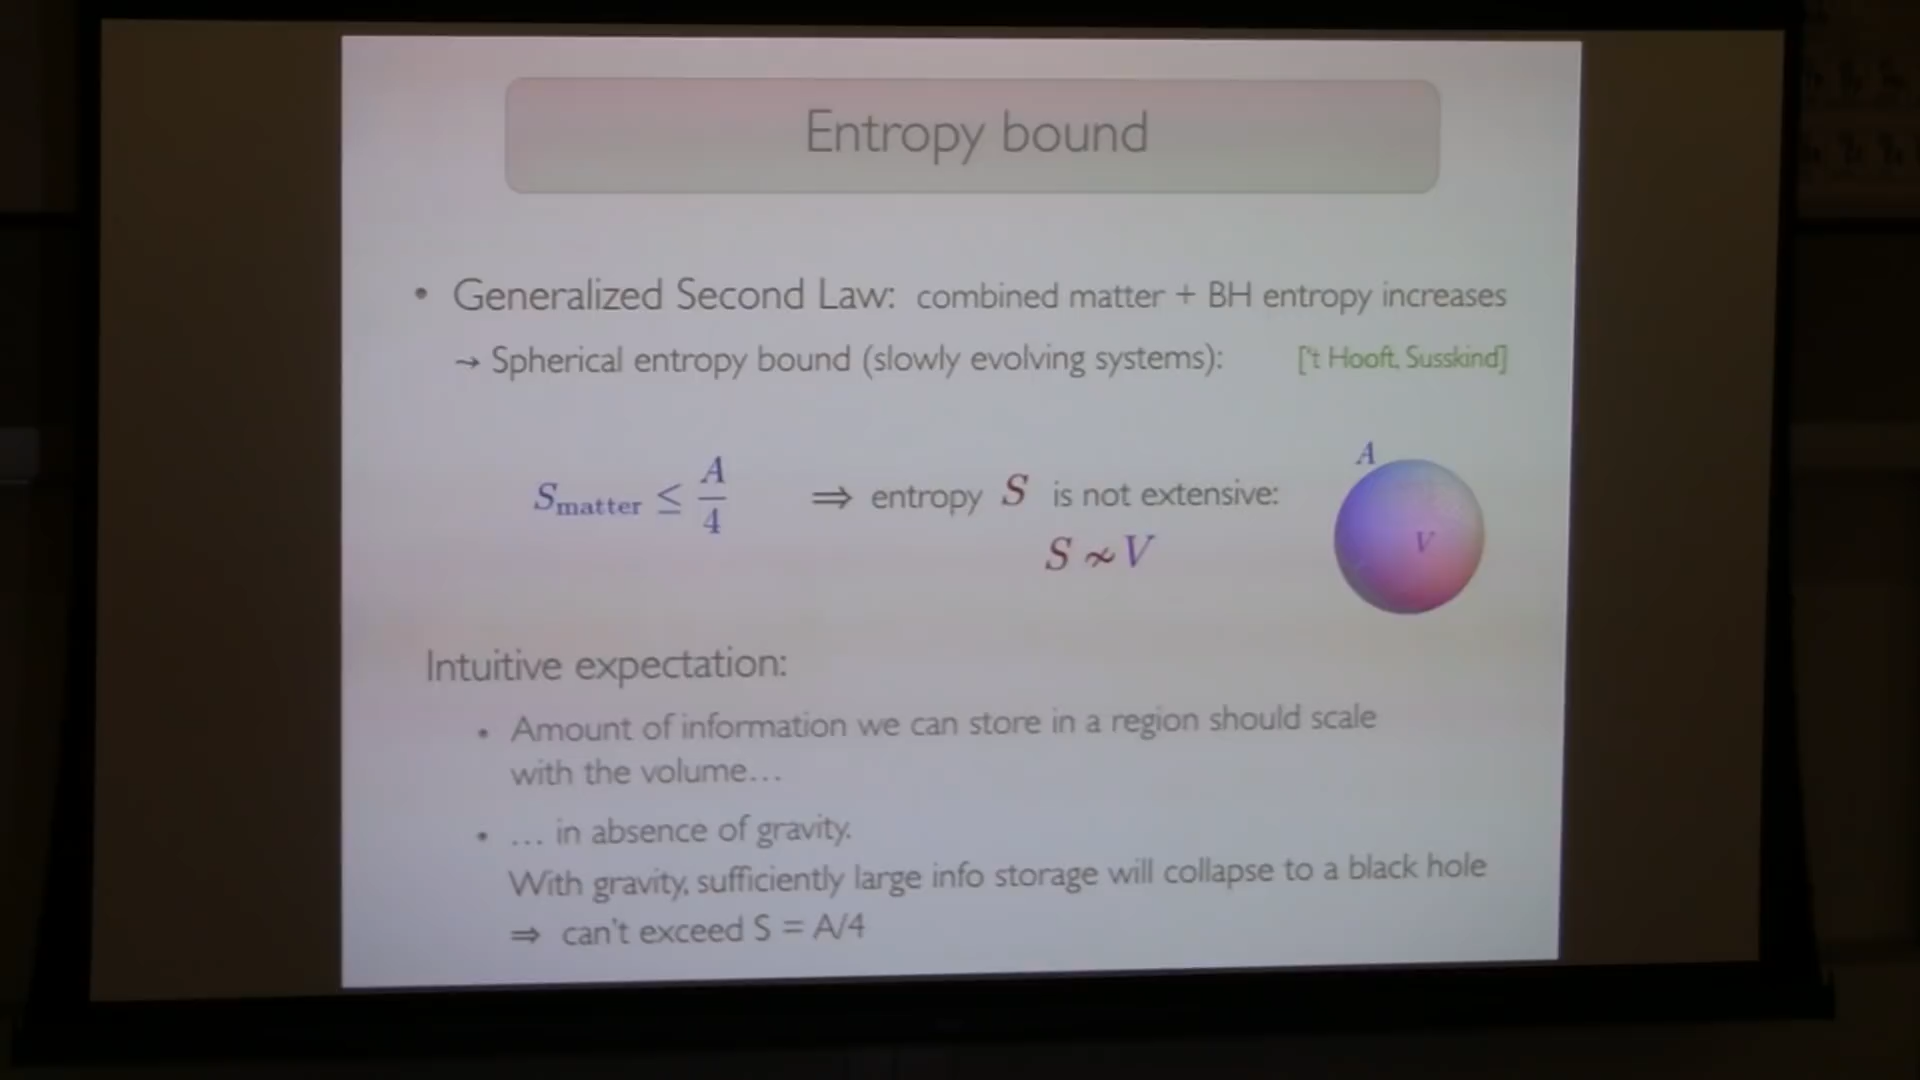 Entropy bound
• Generalized Second Law: combined matter + BH entropy increases
→ Spherical entropy bound (slowly evolving systems): ['t Hooft, Susskind]
A
S_matter ≤ A/4 ⇒ entropy S is not extensive:
S ≁ V
V
Intuitive expectation:
• Amount of information we can store in a region should scale
with the volume...
• ... in absence of gravity.
With gravity, sufficiently large info storage will collapse to a black hole
⇒ can't exceed S = A/4